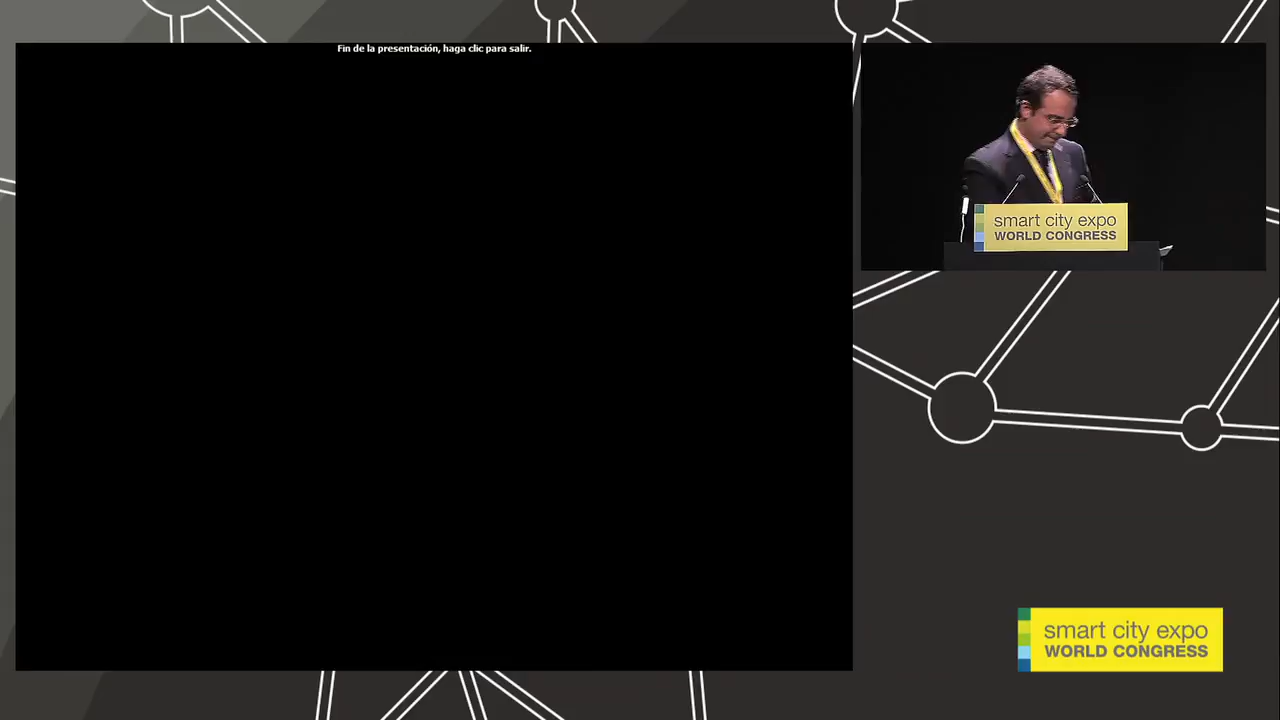 Fin de la presentación, haga clic para salir.
smart city expo
WORLD CONGRESS
smart city expo
WORLD CONGRESS